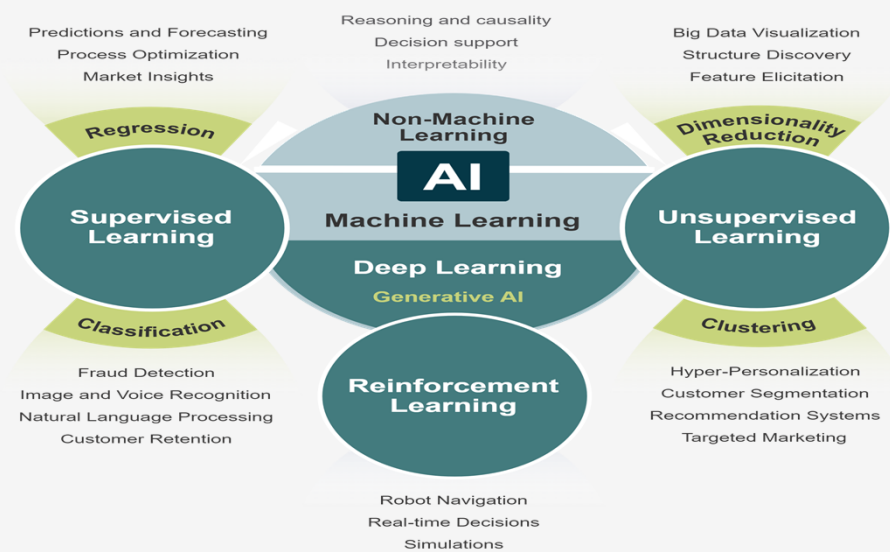 Predictions and Forecasting
Process Optimization
Market Insights
Regression
Supervised
Learning
Classification
Fraud Detection
Image and Voice Recognition
Natural Language Processing
Customer Retention
Reasoning and causality
Decision support
Interpretability
Non-Machine
Learning
AI
Machine Learning
Deep Learning
Generative AI
Reinforcement
Learning
Robot Navigation
Real-time Decisions
Simulations
Big Data Visualization
Structure Discovery
Feature Elicitation
Dimensionality
Reduction
Unsupervised
Learning
Clustering
Hyper-Personalization
Customer Segmentation
Recommendation Systems
Targeted Marketing